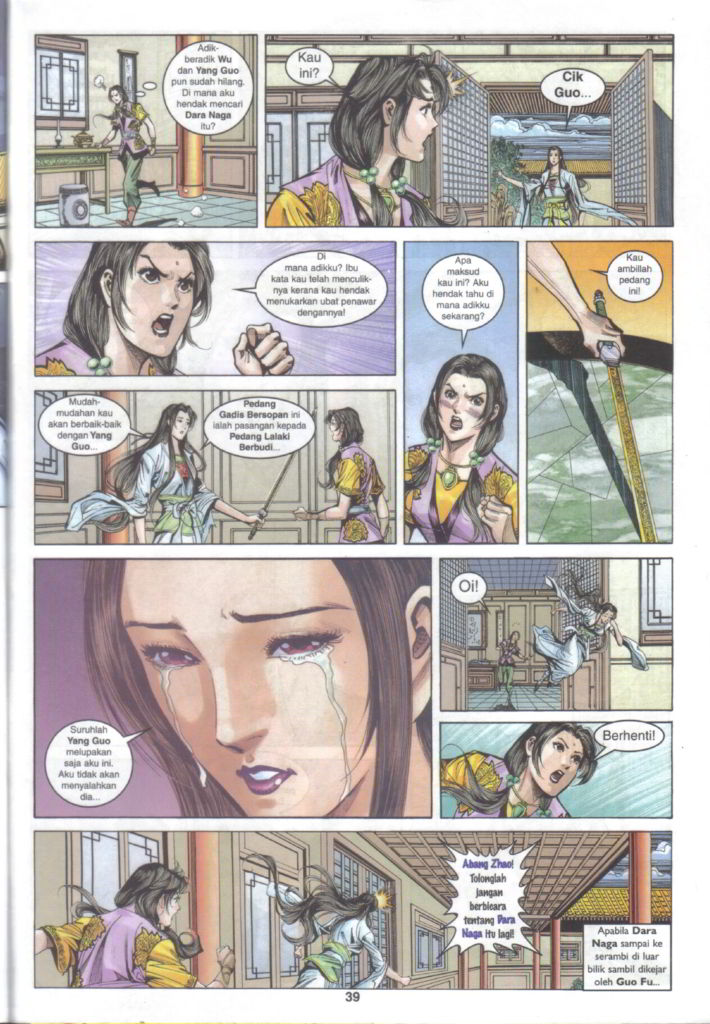 Adik-
beradik Wu
dan Yang Guo
pun sudah hilang.
Di mana aku
hendak mencari
Dara Naga
itu?
Kau
ini?
Cik
Guo...
Di
mana adikku? Ibu
kata kau telah menculik-
nya kerana kau hendak
menukarkan ubat penawar
dengannya!
Apa
maksud
kau ini? Aku
hendak tahu di
mana adikku
sekarang?
Kau
ambillah
pedang
ini!
Mudah-
mudahan kau
akan berbaik-baik
dengan Yang
Guo...
Pedang
Gadis Bersopan ini
ialah pasangan kepada
Pedang Lalaki
Berbudi...
Suruhlah
Yang Guo
melupakan
saja aku ini.
Aku tidak akan
menyalahkan
dia...
Oi!
Berhenti!
Abang Zhao!
Tolonglah
jangan
berbicara
tentang Dara
Naga itu lagi!
Apabila Dara
Naga sampai ke
serambi di luar
bilik sambil dikejar
oleh Guo Fu...
39